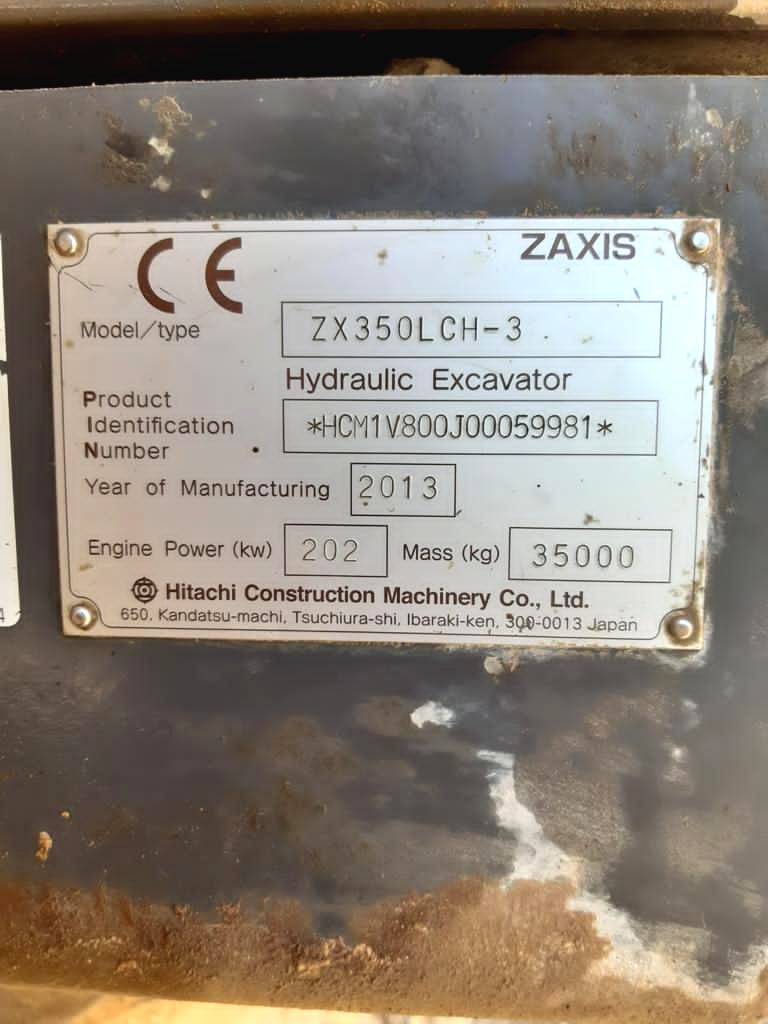 CE ZAXIS
Model/type ZX350LCH-3
Hydraulic Excavator
Product
Identification *HCM1V800J00059981*
Number
Year of Manufacturing 2013
Engine Power (kw) 202 Mass (kg) 35000
Hitachi Construction Machinery Co., Ltd.
650, Kandatsu-machi, Tsuchiura-shi, Ibaraki-ken, 300-0013 Japan
4